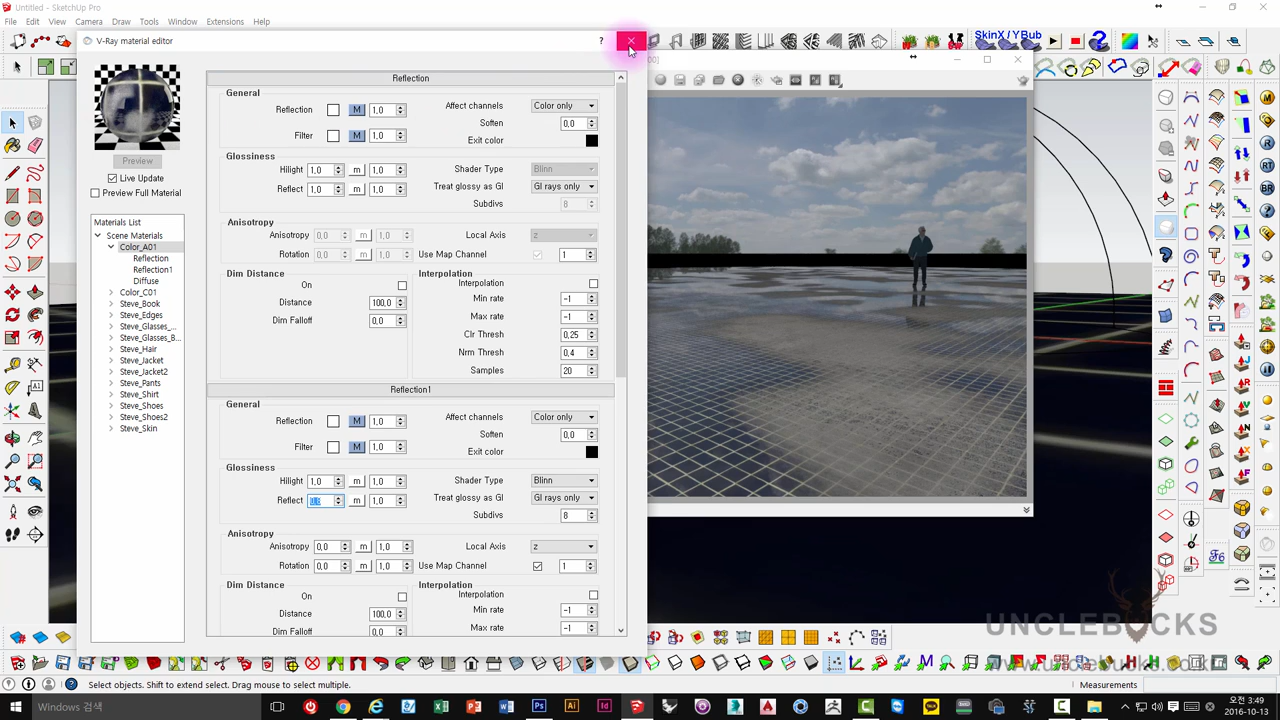 Untitled - SketchUp Pro
File Edit View Camera Draw Tools Window Extensions Help
SkinX / YBub
V-Ray material editor
?
Preview
Live Update
Preview Full Material
Materials List
Scene Materials
Color_A01
Reflection
Reflection1
Diffuse
Color_C01
Steve_Book
Steve_Edges
Steve_Glasses_...
Steve_Glasses_B...
Steve_Hair
Steve_Jacket
Steve_Jacket2
Steve_Pants
Steve_Shirt
Steve_Shoes
Steve_Shoes2
Steve_Skin
Reflection
General
Reflection M 1,0 Affect channels Color only
Soften 0,0
Filter M 1,0 Exit color
Glossiness
Hilight 1,0 m 1,0 Shader Type Blinn
Reflect 1,0 m 1,0 Treat glossy as GI GI rays only
Subdivs 8
Anisotropy
Anisotropy 0,0 m 1,0 Local Axis z
Rotation 0,0 m 1,0 Use Map Channel 1
Dim Distance Interpolation
On Interpolation
Distance 100,0 Min rate -1
Dim Falloff 0,0 Max rate -1
Clr Thresh 0,25
Nrm Thresh 0,4
Samples 20
Reflection1
General
Reflection M 1,0 Affect channels Color only
Soften 0,0
Filter M 1,0 Exit color
Glossiness
Hilight 1,0 m 1,0 Shader Type Blinn
Reflect m 1,0 Treat glossy as GI GI rays only
Subdivs 8
Anisotropy
Anisotropy 0,0 m 1,0 Local Axis z
Rotation 0,0 m 1,0 Use Map Channel 1
Dim Distance Interpolation
On Interpolation
Distance 100,0 Min rate -1
Dim Falloff 0,0 Max rate -1
UNCLEBOCKS
Select objects. Shift to extend select. Drag mouse to select multiple.
Measurements
Windows 검색
오전 3:49
2016-10-13